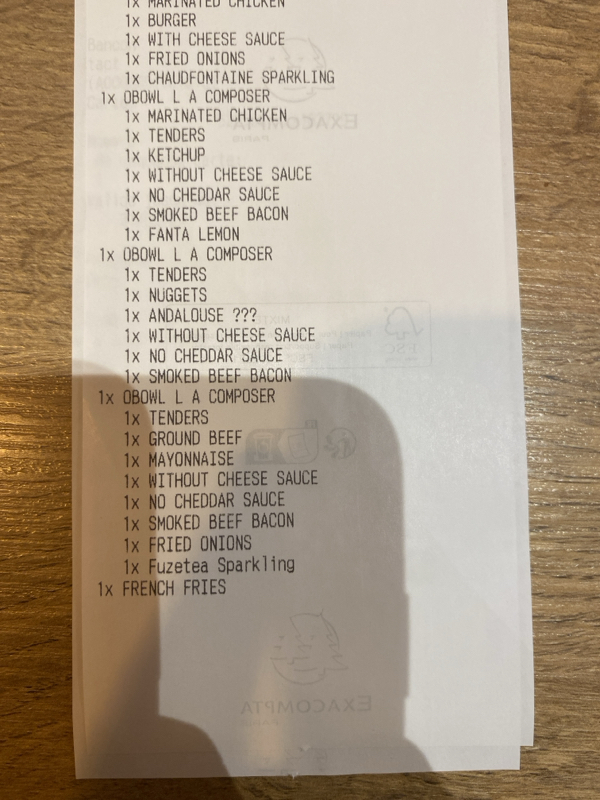 1x MARINATED CHICKEN
1x BURGER
1x WITH CHEESE SAUCE
1x FRIED ONIONS
1x CHAUDFONTAINE SPARKLING
1x OBOWL L A COMPOSER
1x MARINATED CHICKEN
1x TENDERS
1x KETCHUP
1x WITHOUT CHEESE SAUCE
1x NO CHEDDAR SAUCE
1x SMOKED BEEF BACON
1x FANTA LEMON
1x OBOWL L A COMPOSER
1x TENDERS
1x NUGGETS
1x ANDALOUSE ???
1x WITHOUT CHEESE SAUCE
1x NO CHEDDAR SAUCE
1x SMOKED BEEF BACON
1x OBOWL L A COMPOSER
1x TENDERS
1x GROUND BEEF
1x MAYONNAISE
1x WITHOUT CHEESE SAUCE
1x NO CHEDDAR SAUCE
1x SMOKED BEEF BACON
1x FRIED ONIONS
1x Fuzetea Sparkling
1x FRENCH FRIES
EXACOMPTA
PARIS